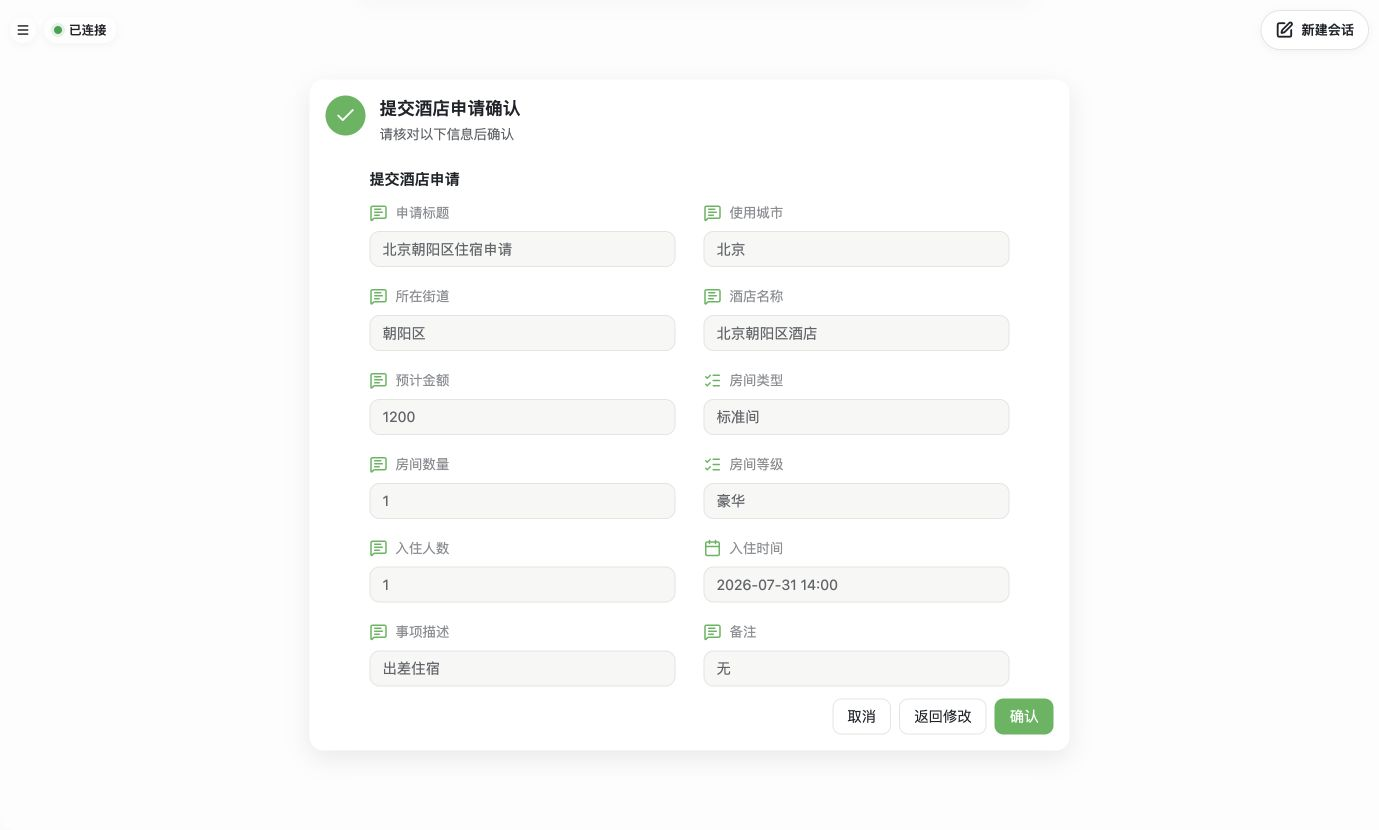 已连接
新建会话
提交酒店申请确认
请核对以下信息后确认
提交酒店申请
申请标题
使用城市
北京朝阳区住宿申请
北京
所在街道
酒店名称
朝阳区
北京朝阳区酒店
预计金额
房间类型
1200
标准间
房间数量
房间等级
1
豪华
入住人数
入住时间
1
2026-07-31 14:00
事项描述
备注
出差住宿
无
取消
返回修改
确认